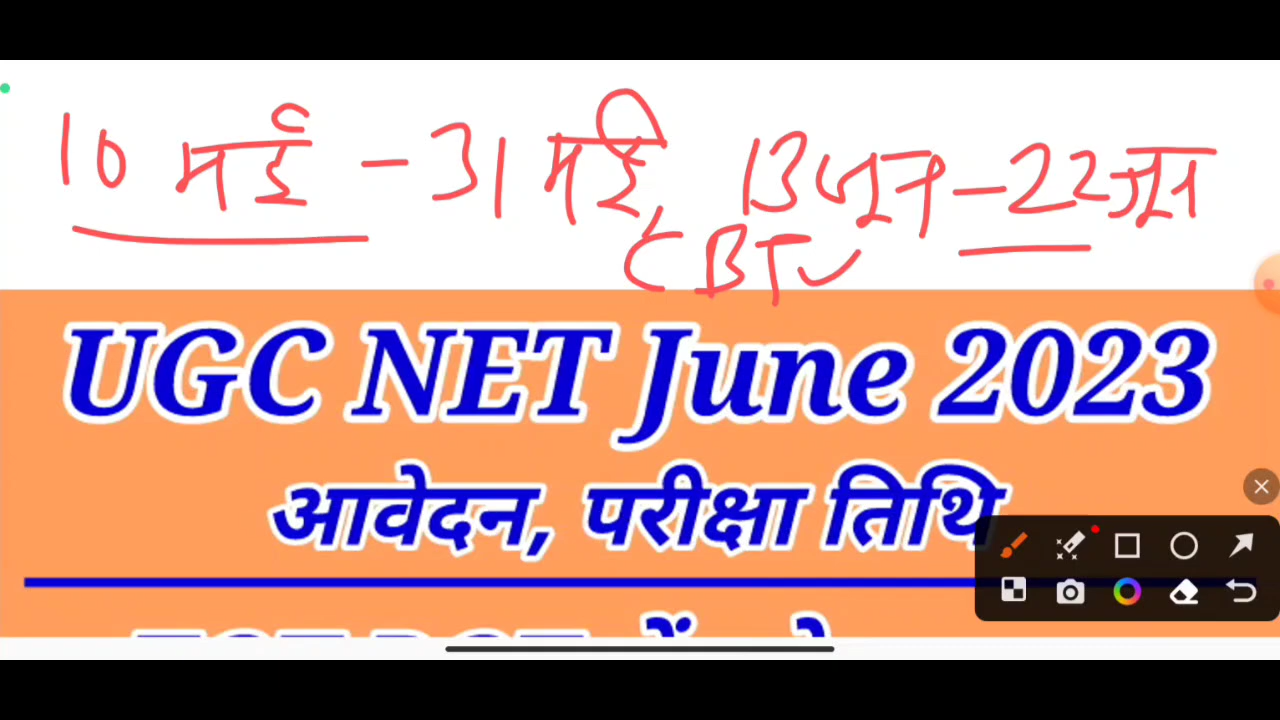 10 मई - 31 मई, 13 जून - 22 जून
CBT
UGC NET June 2023
आवेदन, परीक्षा तिथि